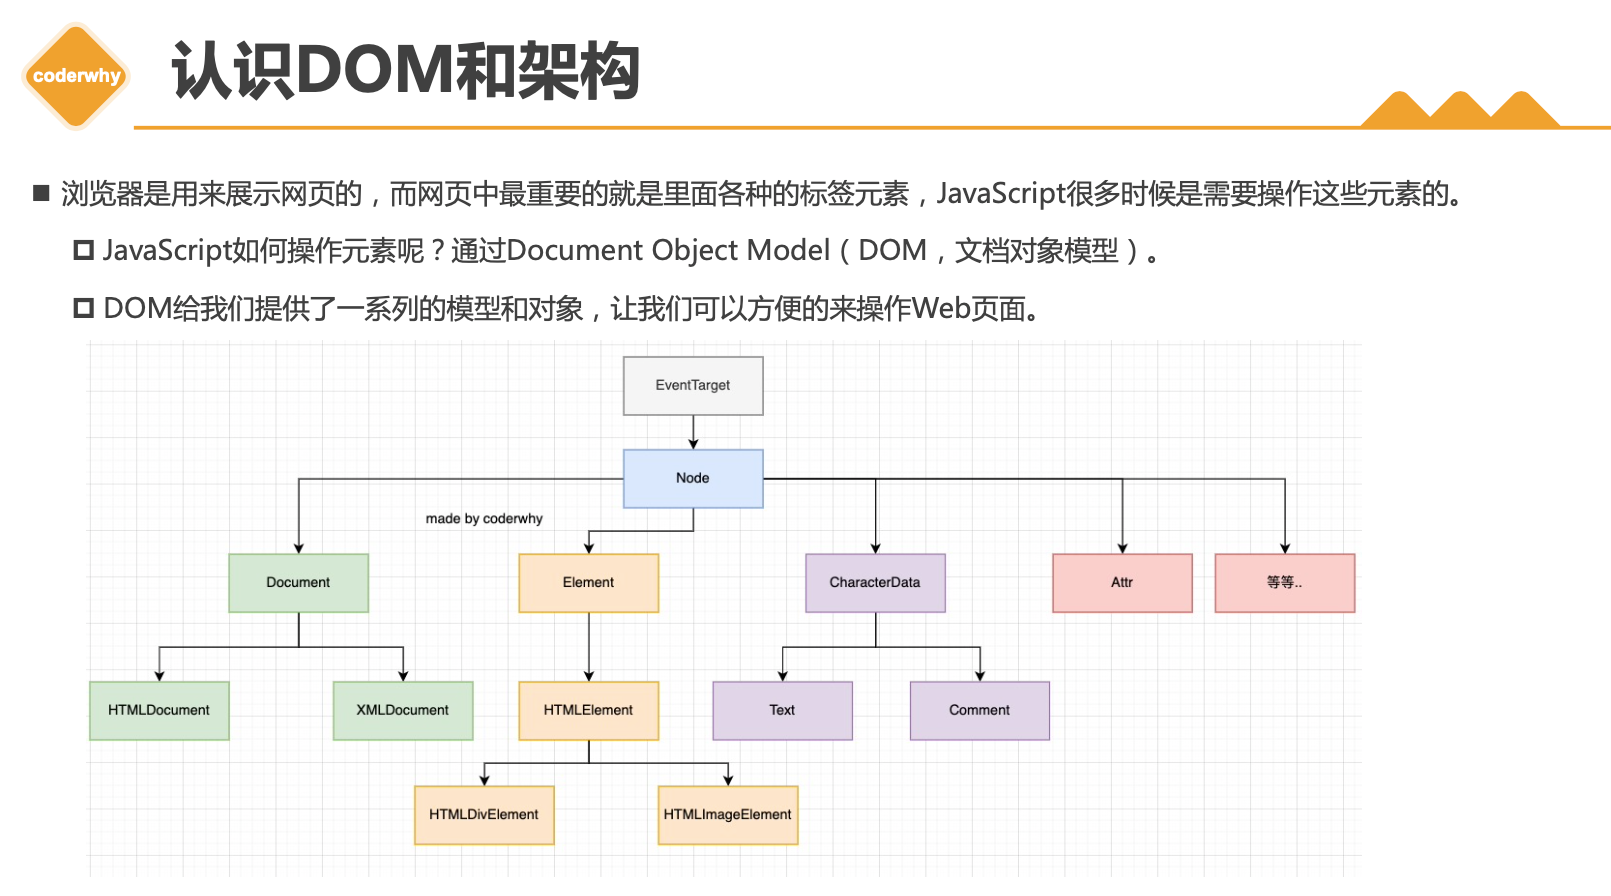 coderwhy
认识DOM和架构
浏览器是用来展示网页的，而网页中最重要的就是里面各种的标签元素，JavaScript很多时候是需要操作这些元素的。
JavaScript如何操作元素呢？通过Document Object Model（DOM，文档对象模型）。
DOM给我们提供了一系列的模型和对象，让我们可以方便的来操作Web页面。
EventTarget
Node
made by coderwhy
Document
Element
CharacterData
Attr
等等..
HTMLDocument
XMLDocument
HTMLElement
Text
Comment
HTMLDivElement
HTMLImageElement